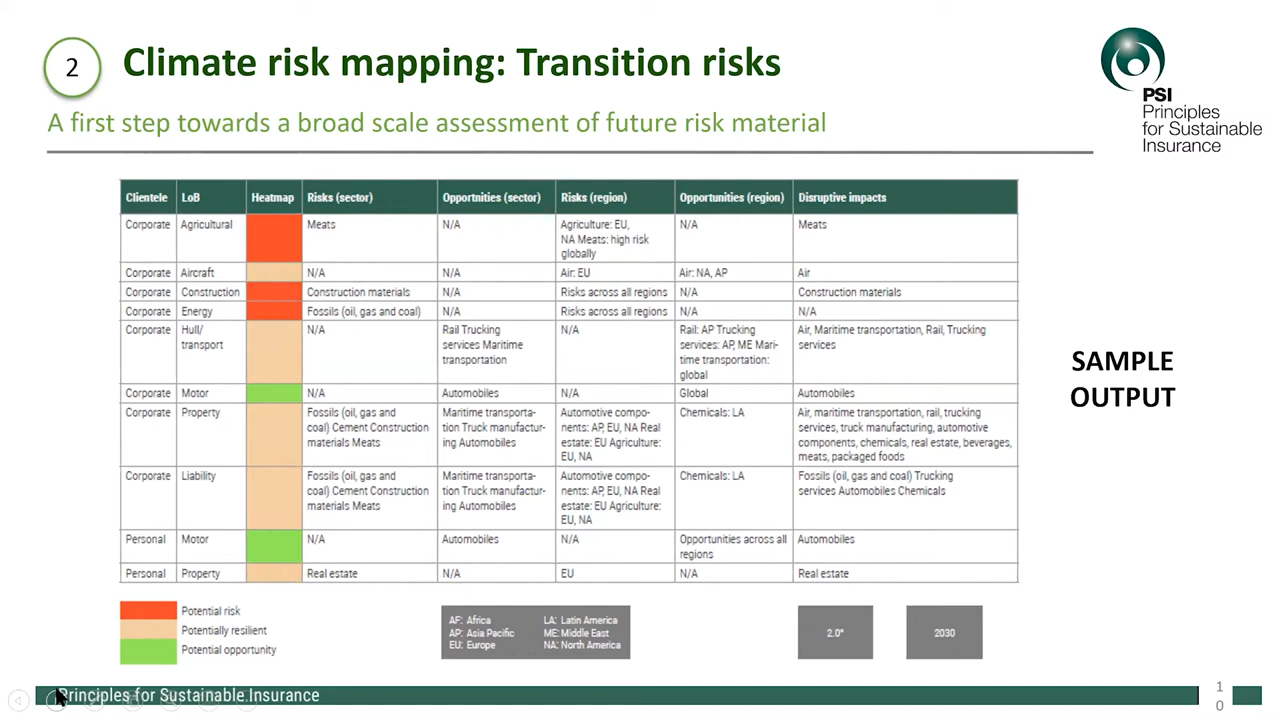 2
Climate risk mapping: Transition risks
A first step towards a broad scale assessment of future risk material
PSI
Principles
for Sustainable
Insurance
Clientele LoB Heatmap Risks (sector) Opportnities (sector) Risks (region) Opportunities (region) Disruptive impacts
Corporate Agricultural Meats N/A Agriculture: EU, N/A Meats
NA Meats: high risk
globally
Corporate Aircraft N/A N/A Air: EU Air: NA, AP Air
Corporate Construction Construction materials N/A Risks across all regions N/A Construction materials
Corporate Energy Fossils (oil, gas and coal) N/A Risks across all regions N/A N/A
Corporate Hull/ N/A Rail Trucking N/A Rail: AP Trucking Air, Maritime transportation, Rail, Trucking
transport services Maritime services: AP, ME Mari- services
transportation time transportation:
global
Corporate Motor N/A Automobiles N/A Global Automobiles
Corporate Property Fossils (oil, gas and Maritime transporta- Automotive compo- Chemicals: LA Air, maritime transportation, rail, trucking
coal) Cement Construction tion Truck manufactur- nents: AP, EU, NA Real services, truck manufacturing, automotive
materials Meats ing Automobiles estate: EU Agriculture: components, chemicals, real estate, beverages,
EU, NA meats, packaged foods
Corporate Liability Fossils (oil, gas and Maritime transporta- Automotive compo- Chemicals: LA Fossils (oil, gas and coal) Trucking
coal) Cement Construction tion Truck manufactur- nents: AP, EU, NA Real services Automobiles Chemicals
materials Meats ing Automobiles estate: EU Agriculture:
EU, NA
Personal Motor N/A Automobiles N/A Opportunities across all Automobiles
regions
Personal Property Real estate N/A EU N/A Real estate
SAMPLE
OUTPUT
Potential risk
Potentially resilient
Potential opportunity
AF: Africa LA: Latin America
AP: Asia Pacific ME: Middle East
EU: Europe NA: North America
2.0°
2030
Principles for Sustainable Insurance
1
0